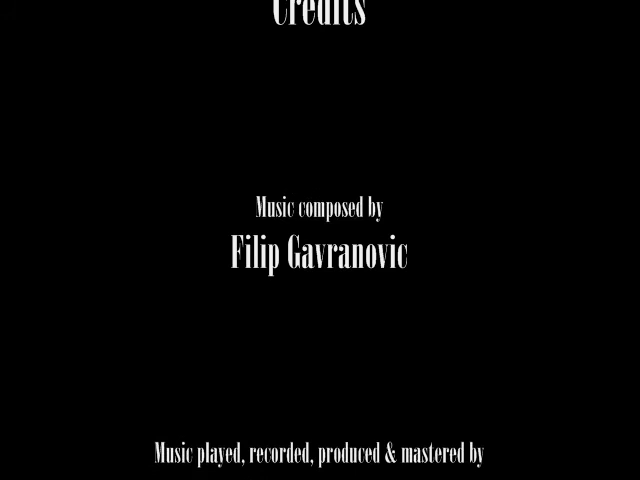 Credits
Music composed by
Filip Gavranovic
Music played, recorded, produced & mastered by